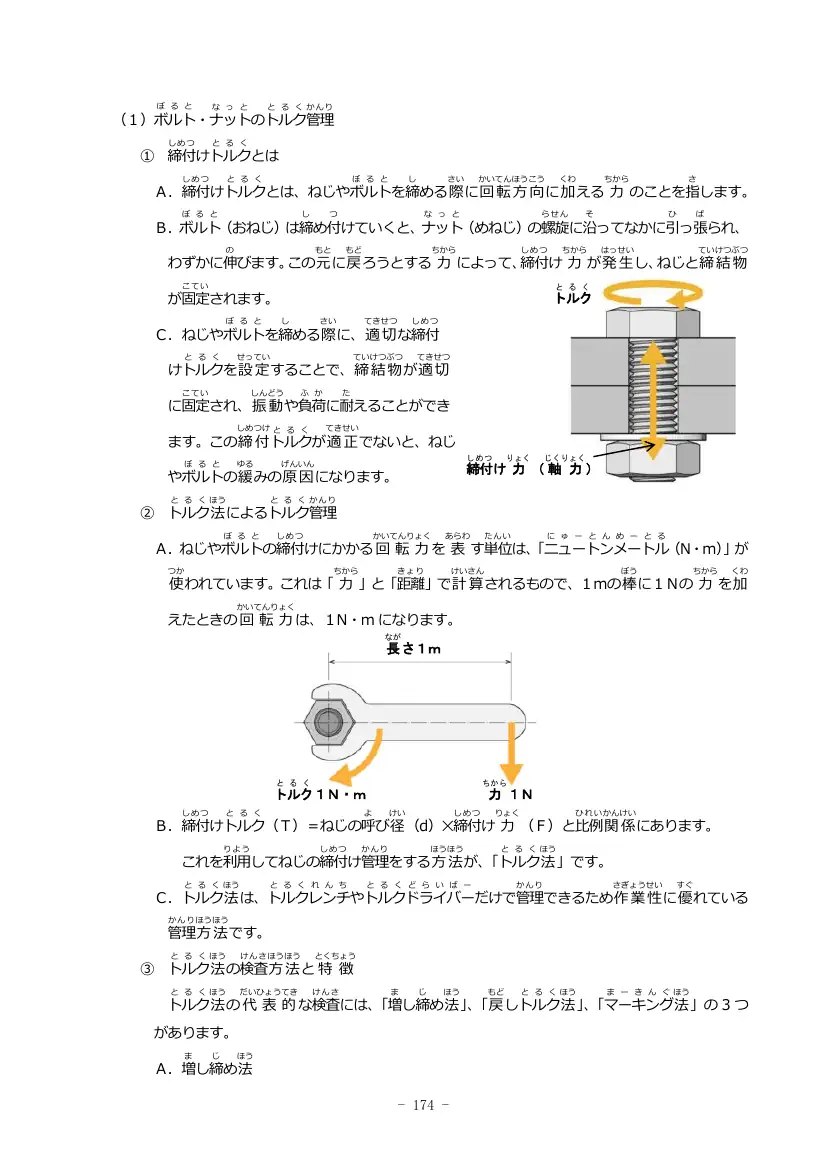 （１）ボルト・ナットのトルク管理
① 締付けトルクとは
A．締付けトルクとは、ねじやボルトを締める際に回転方向に加える力のことを指します。
B．ボルト（おねじ）は締め付けていくと、ナット（めねじ）の螺旋に沿ってなかに引っ張られ、
わずかに伸びます。この元に戻ろうとする力によって、締付け力が発生し、ねじと締結物
が固定されます。
トルク
C．ねじやボルトを締める際に、適切な締付
けトルクを設定することで、締結物が適切
に固定され、振動や負荷に耐えることができ
ます。この締付トルクが適正でないと、ねじ
やボルトの緩みの原因になります。
締付け力（軸力）
② トルク法によるトルク管理
A．ねじやボルトの締付けにかかる回転力を表す単位は、「ニュートンメートル（N・m）」が
使われています。これは「力」と「距離」で計算されるもので、１mの棒に１Nの力を加
えたときの回転力は、１N・m になります。
長さ１m
トルク１N・m
力 １N
B．締付けトルク（T）＝ねじの呼び径（d）×締付け力（F）と比例関係にあります。
これを利用してねじの締付け管理をする方法が、「トルク法」です。
C．トルク法は、トルクレンチやトルクドライバーだけで管理できるため作業性に優れている
管理方法です。
③ トルク法の検査方法と特徴
トルク法の代表的な検査には、「増し締め法」、「戻しトルク法」、「マーキング法」の３つ
があります。
A．増し締め法
- 174 -